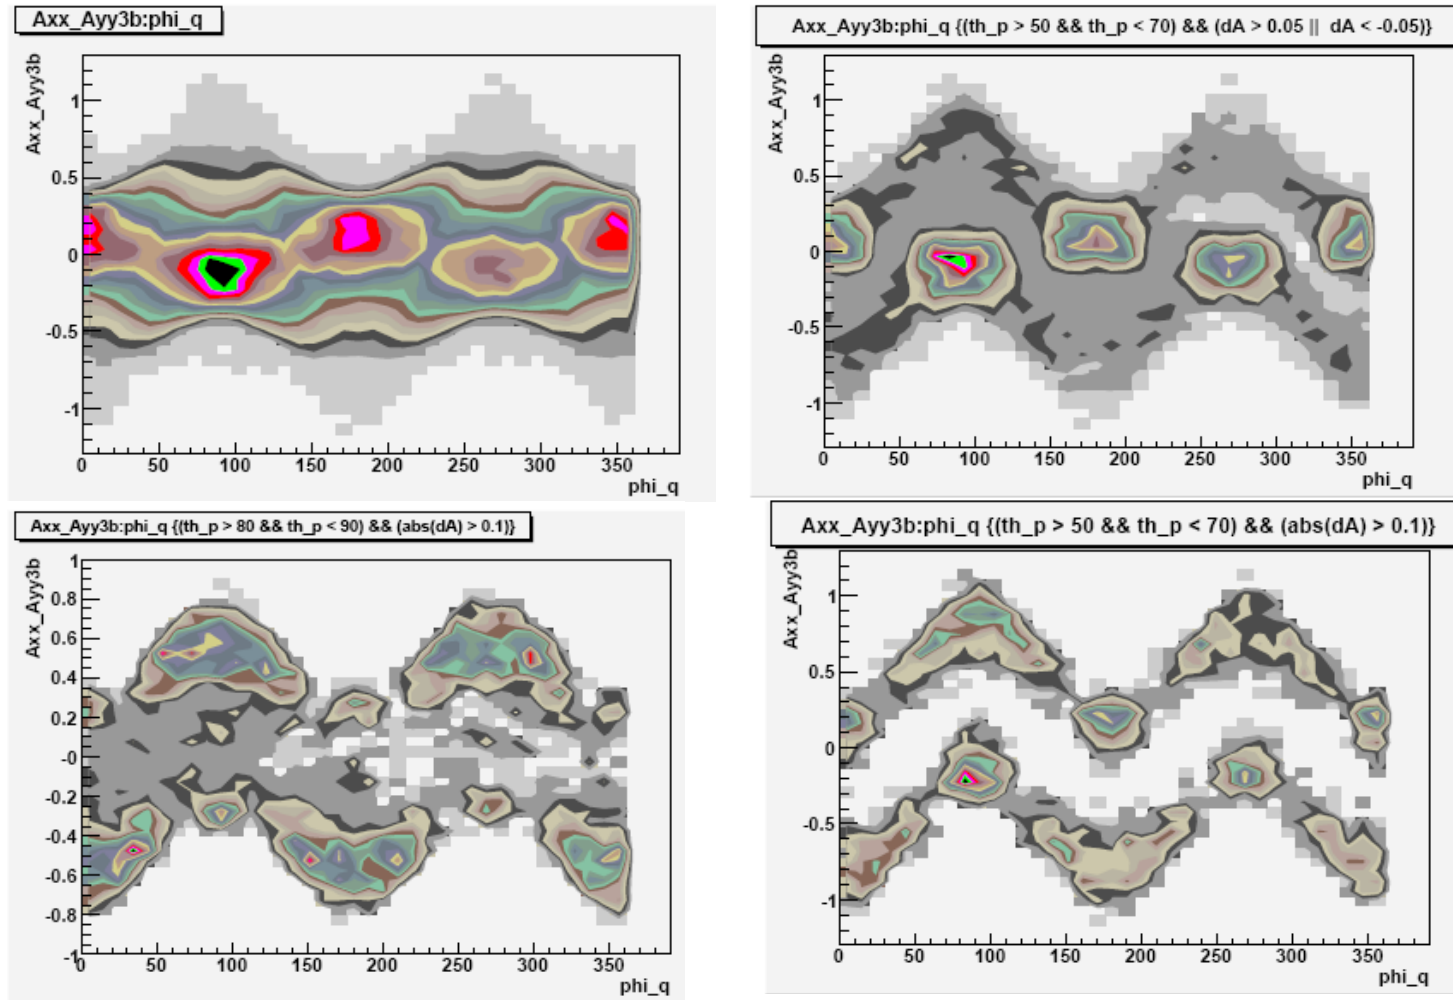 Axx_Ayy3b:phi_q
Axx_Ayy3b
1
0.5
0
-0.5
-1
0 50 100 150 200 250 300 350
phi_q
Axx_Ayy3b:phi_q {(th_p > 50 && th_p < 70) && (dA > 0.05 || dA < -0.05)}
Axx_Ayy3b
1
0.5
0
-0.5
-1
0 50 100 150 200 250 300 350
phi_q
Axx_Ayy3b:phi_q {(th_p > 80 && th_p < 90) && (abs(dA) > 0.1)}
Axx_Ayy3b
1
0.8
0.6
0.4
0.2
-0
-0.2
-0.4
-0.6
-0.8
-1
0 50 100 150 200 250 300 350
phi_q
Axx_Ayy3b:phi_q {(th_p > 50 && th_p < 70) && (abs(dA) > 0.1)}
Axx_Ayy3b
1
0.5
0
-0.5
-1
0 50 100 150 200 250 300 350
phi_q